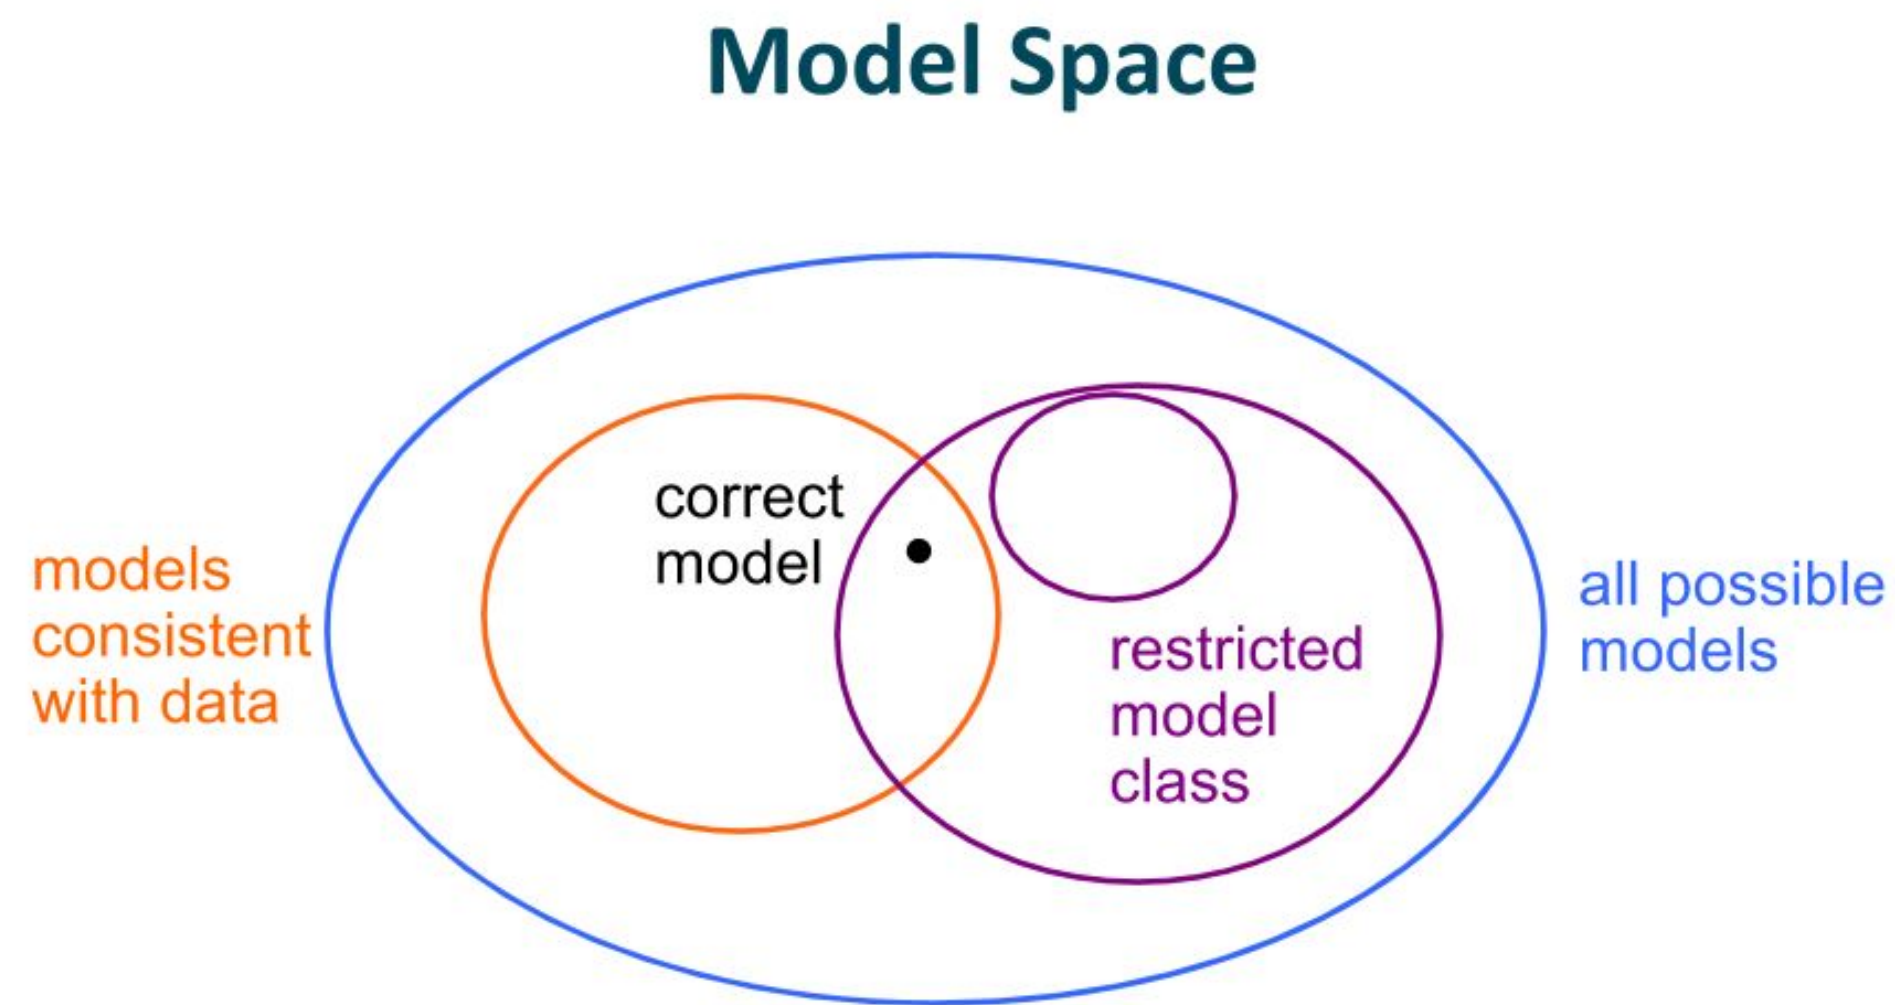 Model Space
correct
model
models
consistent
with data
all possible
models
restricted
model
class